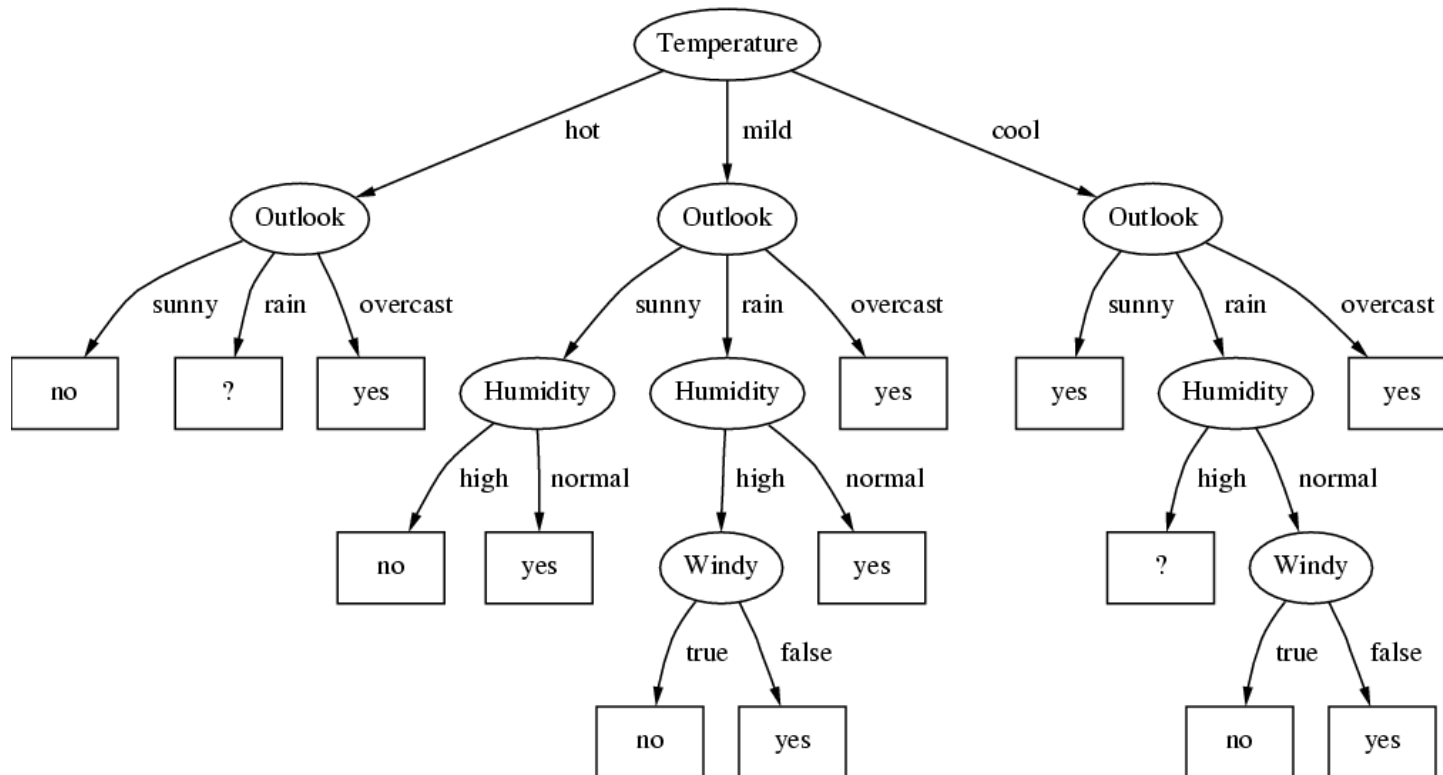 Temperature
hot mild cool
Outlook Outlook Outlook
sunny rain overcast sunny rain overcast sunny rain overcast
no ? yes Humidity Humidity yes yes Humidity yes
high normal high normal high normal
no yes Windy yes ? Windy
true false true false
no yes no yes